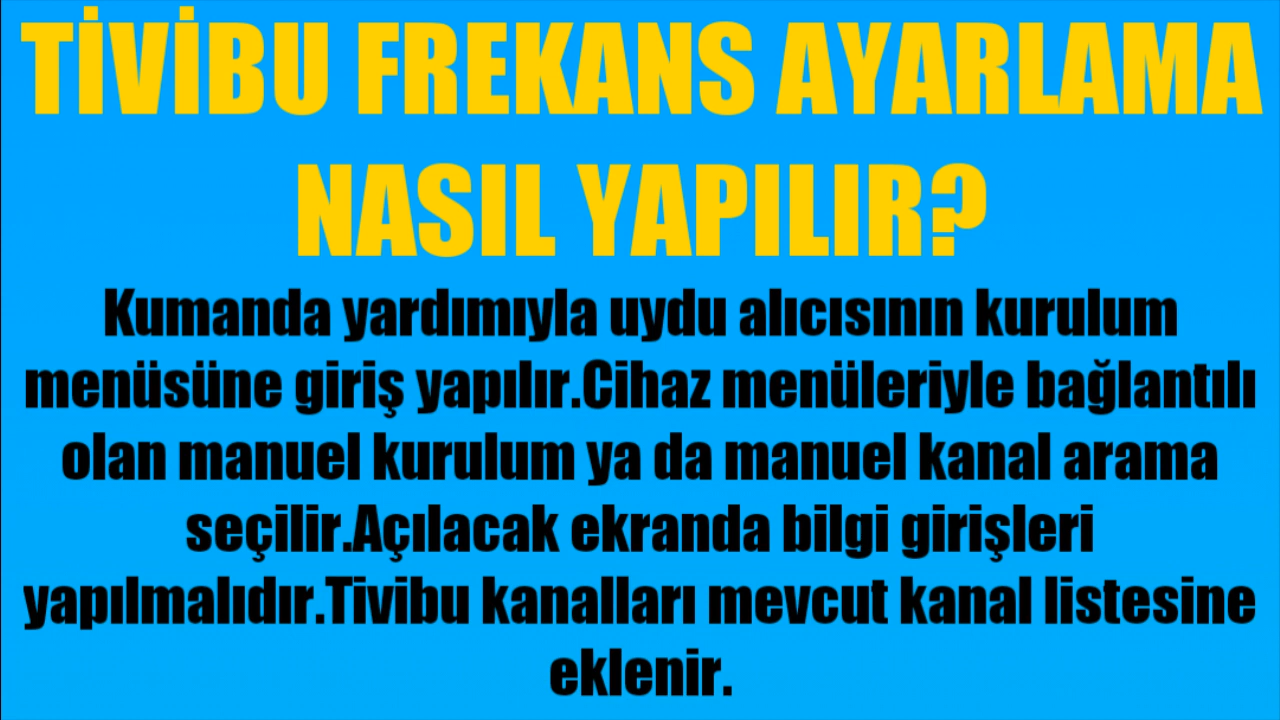 TİVİBU FREKANS AYARLAMA
NASIL YAPILIR?
Kumanda yardımıyla uydu alıcısının kurulum
menüsüne giriş yapılır.Cihaz menüleriyle bağlantılı
olan manuel kurulum ya da manuel kanal arama
seçilir.Açılacak ekranda bilgi girişleri
yapılmalıdır.Tivibu kanalları mevcut kanal listesine
eklenir.